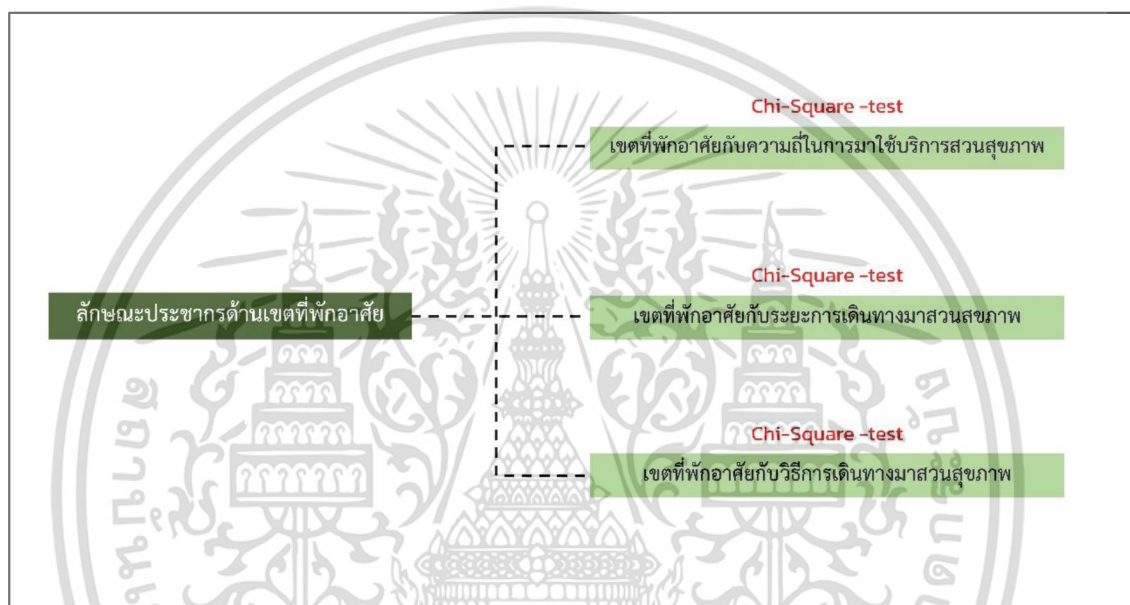 Chi-Square -test
เขตที่พักอาศัยกับความถี่ในการมาใช้บริการสวนสุขภาพ
Chi-Square -test
ลักษณะประชากรด้านเขตที่พักอาศัย
เขตที่พักอาศัยกับระยะการเดินทางมาสวนสขภาพ
Chi-Square -test
เขตที่พักอาศัยกับวิธีการเดินทางมาสวนสุขภาพ